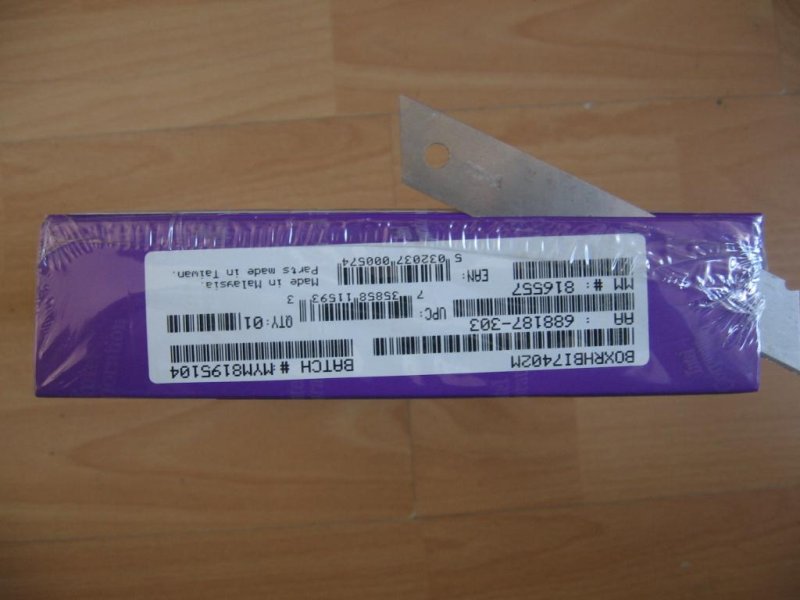 BOXRHBI7402M
BATCH # MYM8195104
AA : 688187-303
UPC:
7 35858 11593 3
QTY: 01
MM # : 816557
EAN:
5 032037 000574
Made in Malaysia.
Parts made in Taiwan.